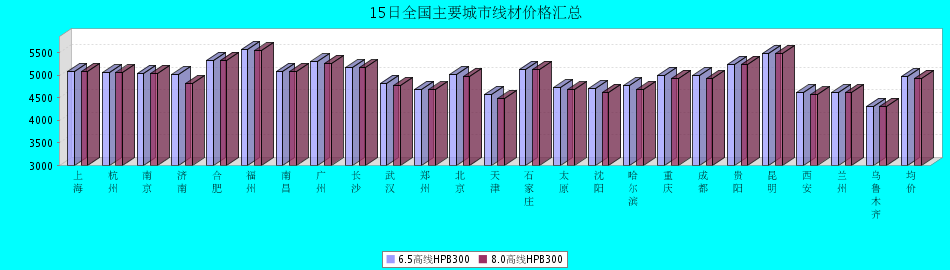 15日全国主要城市线材价格汇总
5500
5000
4500
4000
3500
3000
上海 杭州 南京 济南 合肥 福州 南昌 广州 长沙 武汉 郑州 北京 天津 石家庄 太原 沈阳 哈尔滨 重庆 成都 贵阳 昆明 西安 兰州 乌鲁木齐 均价
6.5高线HPB300 8.0高线HPB300